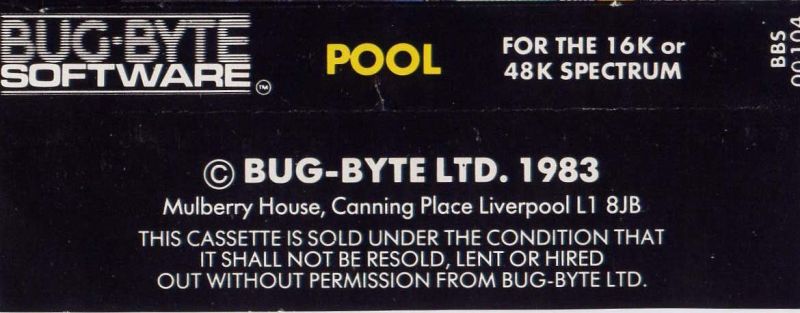 BUG-BYTE
SOFTWARE™
POOL
FOR THE 16K or
48K SPECTRUM
BBS
00104
© BUG-BYTE LTD. 1983
Mulberry House, Canning Place Liverpool L1 8JB
THIS CASSETTE IS SOLD UNDER THE CONDITION THAT
IT SHALL NOT BE RESOLD, LENT OR HIRED
OUT WITHOUT PERMISSION FROM BUG-BYTE LTD.